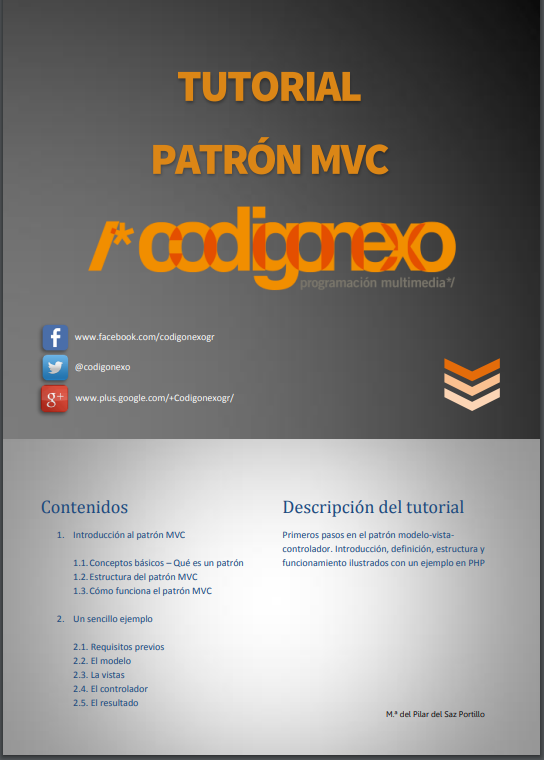 TUTORIAL
PATRÓN MVC
/* codigonexo
programación multimedia*/
www.facebook.com/codigonexogr
@codigonexo
www.plus.google.com/+Codigonexogr/
Contenidos
1. Introducción al patrón MVC
1.1. Conceptos básicos – Qué es un patrón
1.2. Estructura del patrón MVC
1.3. Cómo funciona el patrón MVC
2. Un sencillo ejemplo
2.1. Requisitos previos
2.2. El modelo
2.3. La vistas
2.4. El controlador
2.5. El resultado
Descripción del tutorial
Primeros pasos en el patrón modelo-vista-
controlador. Introducción, definición, estructura y
funcionamiento ilustrados con un ejemplo en PHP
M.ª del Pilar del Saz Portillo